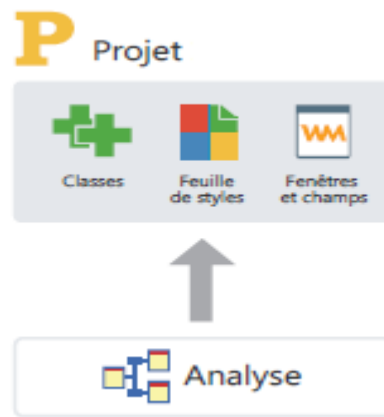 P Projet
WM
Classes
Feuille
de styles
Fenêtres
et champs
Analyse